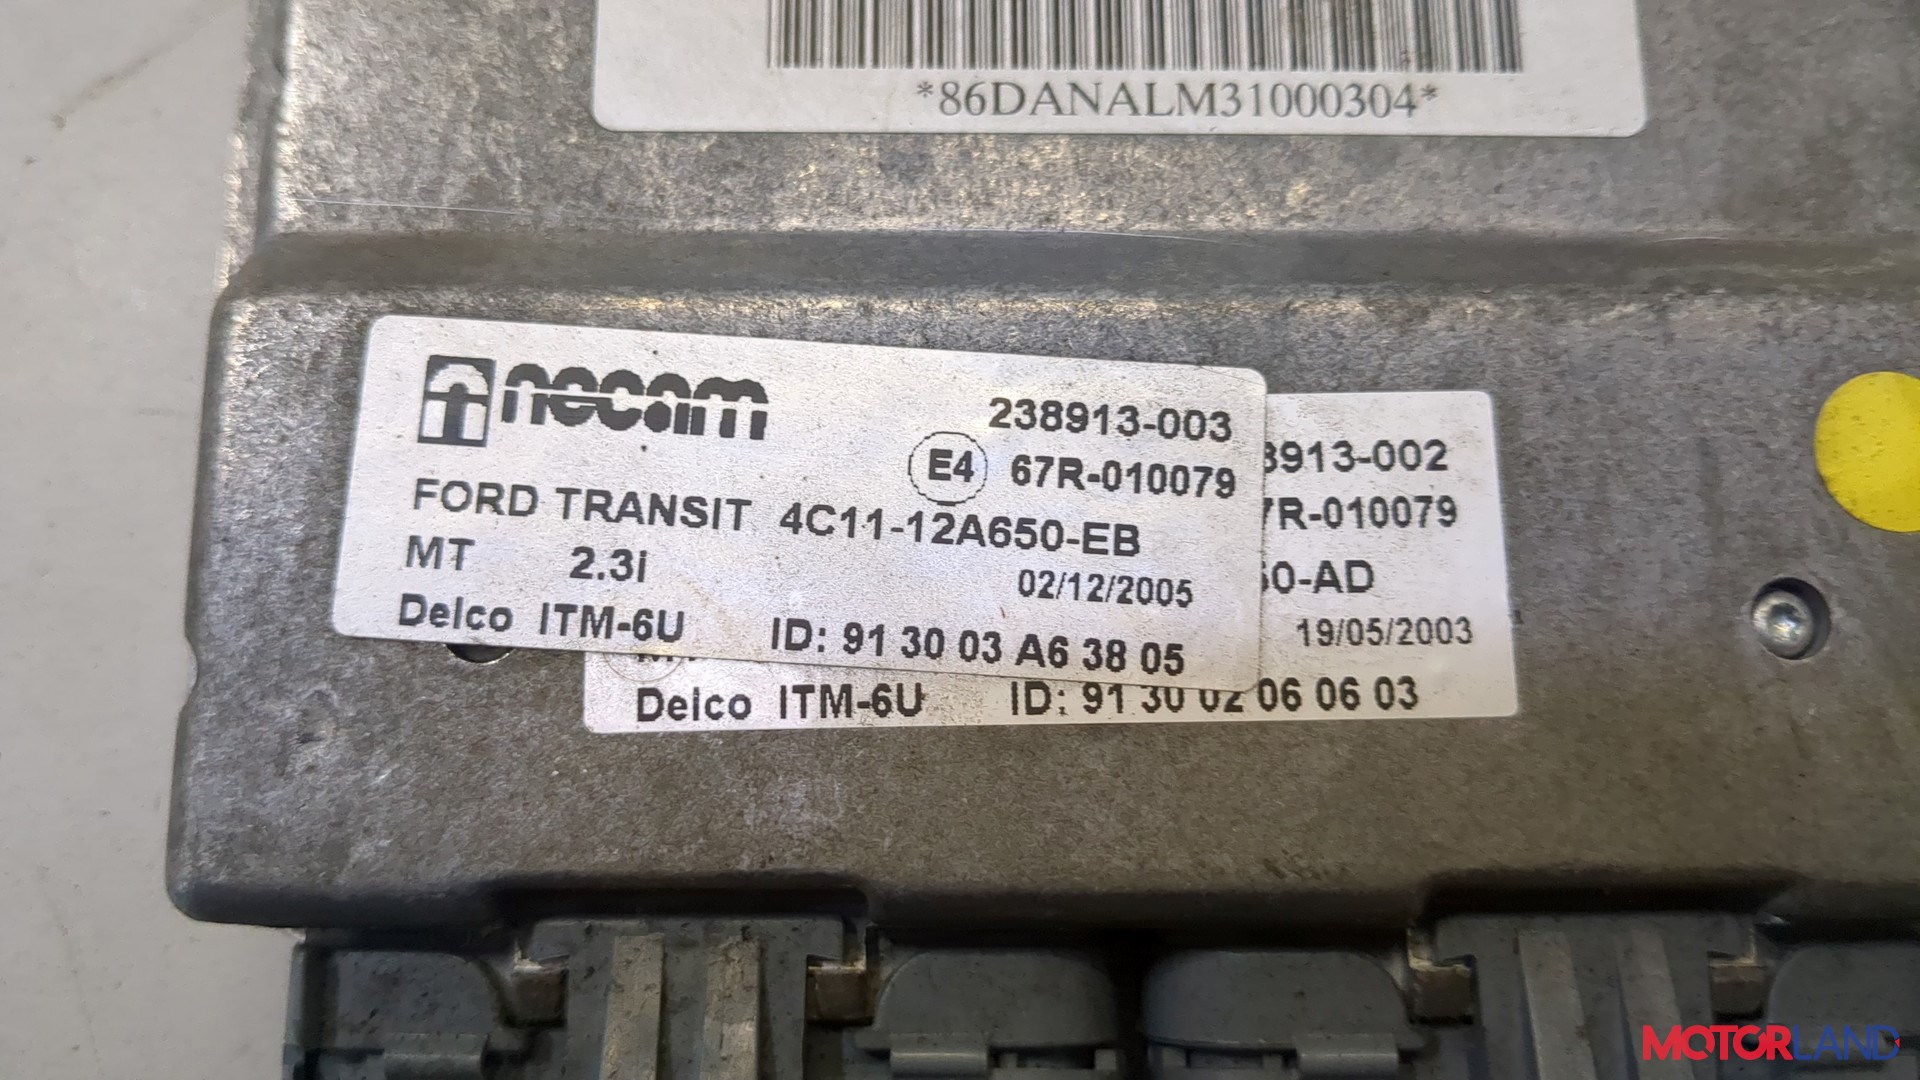 *86DANALM31000304*
necam
238913-003
E4 67R-010079
FORD TRANSIT 4C11-12A650-EB
MT 2.3i
02/12/2005
Delco ITM-6U ID: 91 30 03 A6 38 05
8913-002
7R-010079
50-AD
19/05/2003
Delco ITM-6U ID: 91 30 02 06 06 03
MOTORLAND